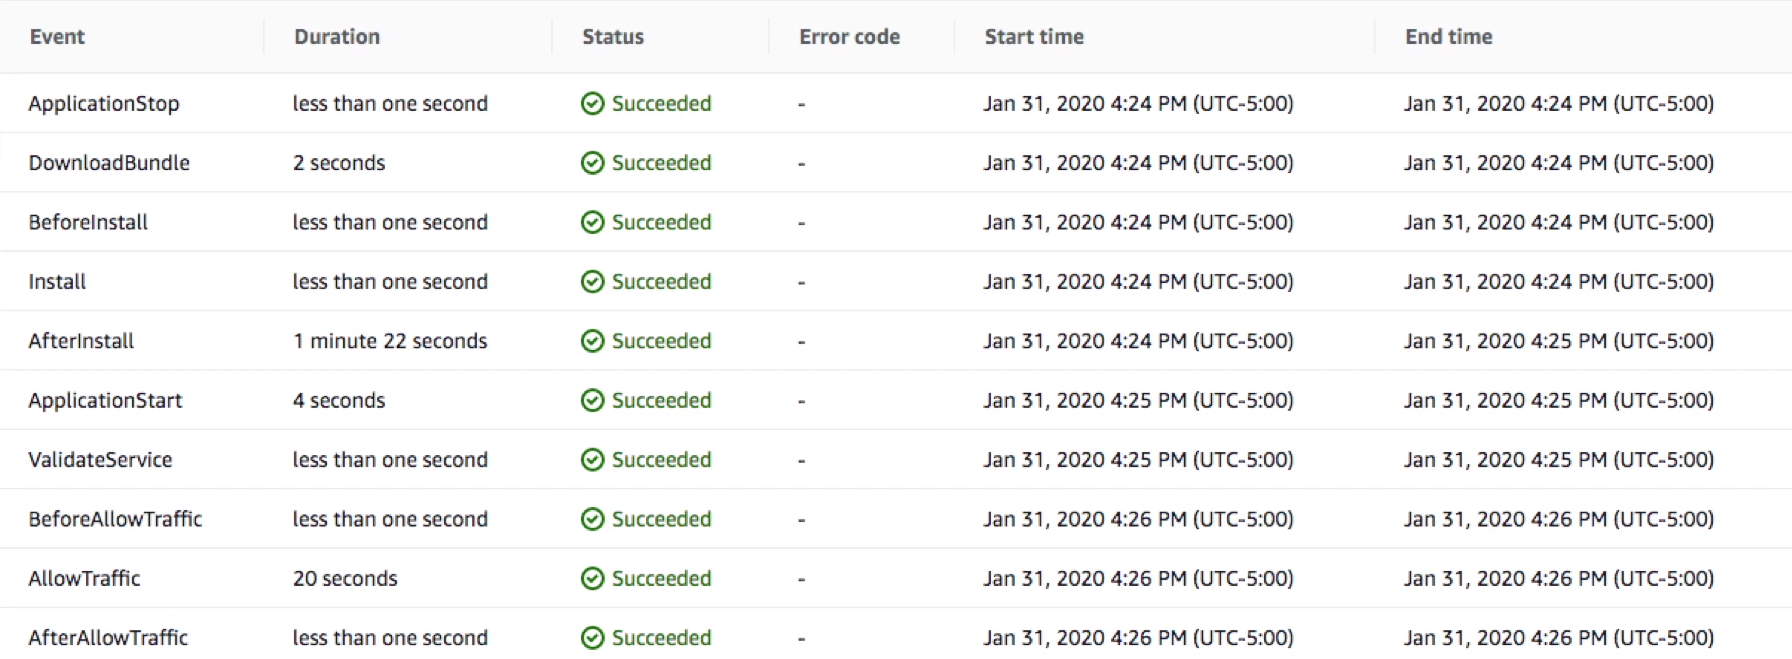 Event Duration Status Error code Start time End time
ApplicationStop less than one second Succeeded - Jan 31, 2020 4:24 PM (UTC-5:00) Jan 31, 2020 4:24 PM (UTC-5:00)
DownloadBundle 2 seconds Succeeded - Jan 31, 2020 4:24 PM (UTC-5:00) Jan 31, 2020 4:24 PM (UTC-5:00)
BeforeInstall less than one second Succeeded - Jan 31, 2020 4:24 PM (UTC-5:00) Jan 31, 2020 4:24 PM (UTC-5:00)
Install less than one second Succeeded - Jan 31, 2020 4:24 PM (UTC-5:00) Jan 31, 2020 4:24 PM (UTC-5:00)
AfterInstall 1 minute 22 seconds Succeeded - Jan 31, 2020 4:24 PM (UTC-5:00) Jan 31, 2020 4:25 PM (UTC-5:00)
ApplicationStart 4 seconds Succeeded - Jan 31, 2020 4:25 PM (UTC-5:00) Jan 31, 2020 4:25 PM (UTC-5:00)
ValidateService less than one second Succeeded - Jan 31, 2020 4:25 PM (UTC-5:00) Jan 31, 2020 4:25 PM (UTC-5:00)
BeforeAllowTraffic less than one second Succeeded - Jan 31, 2020 4:26 PM (UTC-5:00) Jan 31, 2020 4:26 PM (UTC-5:00)
AllowTraffic 20 seconds Succeeded - Jan 31, 2020 4:26 PM (UTC-5:00) Jan 31, 2020 4:26 PM (UTC-5:00)
AfterAllowTraffic less than one second Succeeded - Jan 31, 2020 4:26 PM (UTC-5:00) Jan 31, 2020 4:26 PM (UTC-5:00)